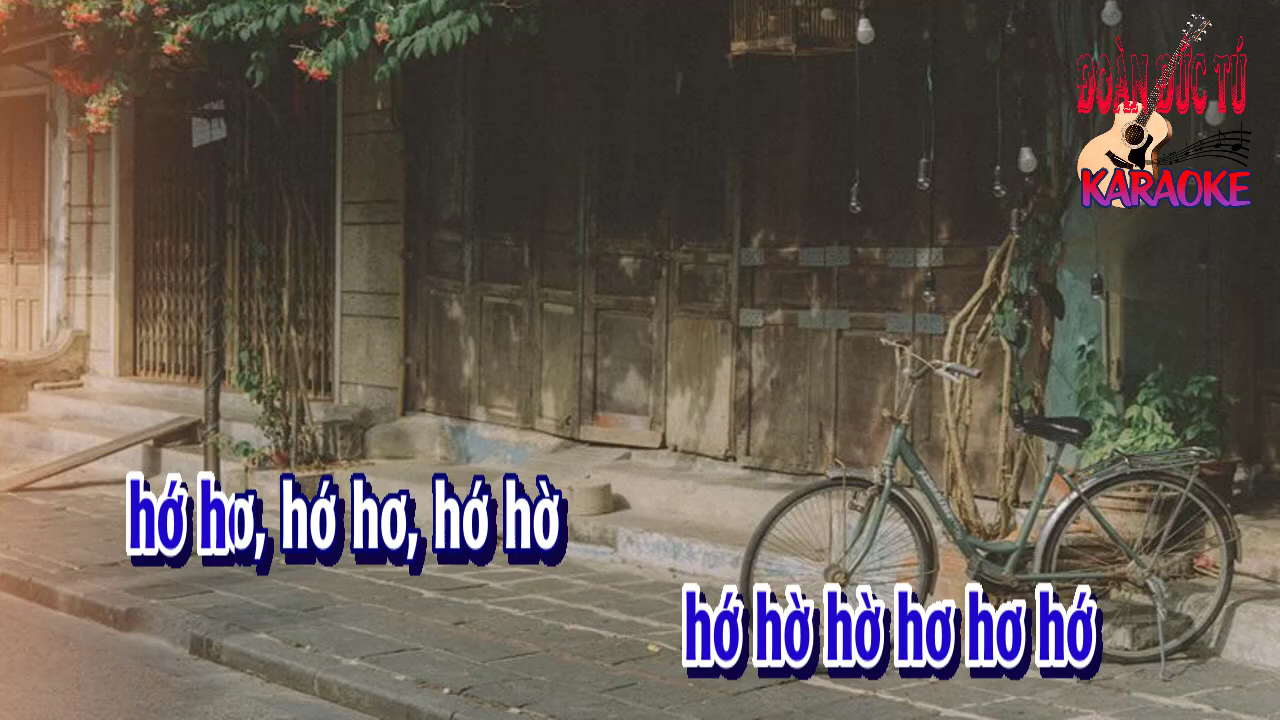 ĐOÀN ĐỨC TÚ
KARAOKE
hớ hơ, hớ hơ, hớ hờ
hớ hờ hờ hơ hơ hớ